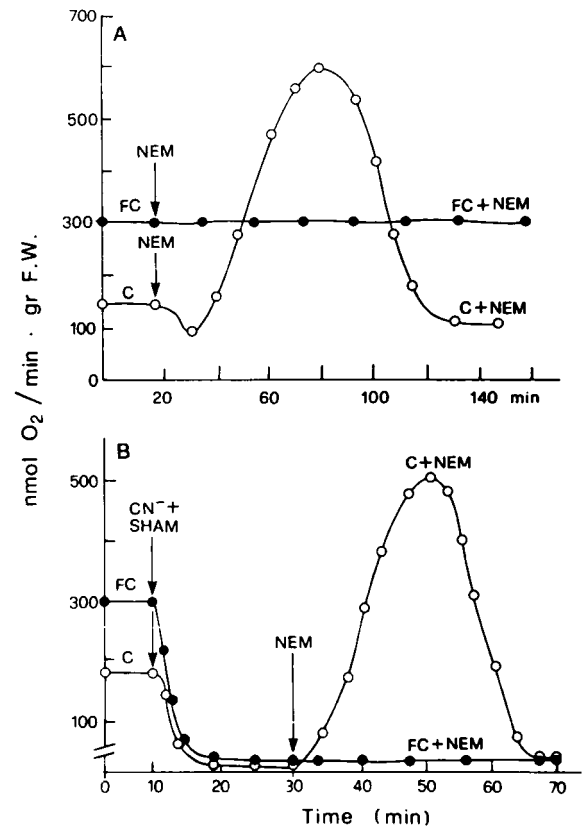 700
A
500
NEM
FC
FC+NEM
300
NEM
C
C+NEM
100
0
20
60
100
140
min
nmol O₂/min · gr F.W.
B
C+NEM
500
CN⁻+
SHAM
FC
300
NEM
C
100
FC+NEM
0
10
20
30
40
50
60
70
Time (min)